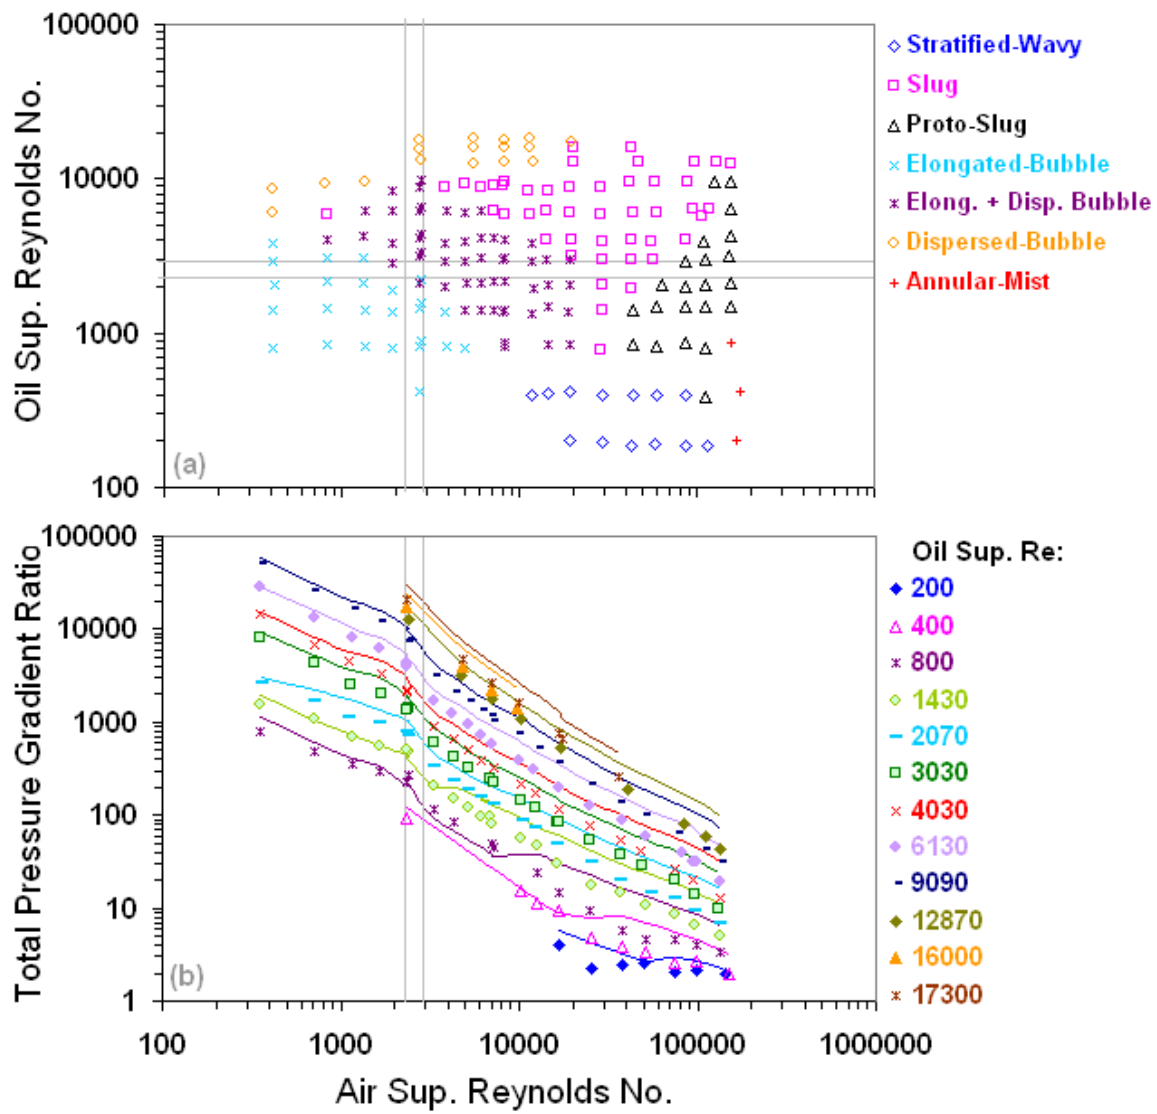 100000
10000
1000
100
Oil Sup. Reynolds No.
(a)
Stratified-Wavy
Slug
Proto-Slug
Elongated-Bubble
Elong. + Disp. Bubble
Dispersed-Bubble
Annular-Mist
100000
10000
1000
100
10
1
Total Pressure Gradient Ratio
(b)
100 1000 10000 100000 1000000
Air Sup. Reynolds No.
Oil Sup. Re:
200
400
800
1430
2070
3030
4030
6130
9090
12870
16000
17300